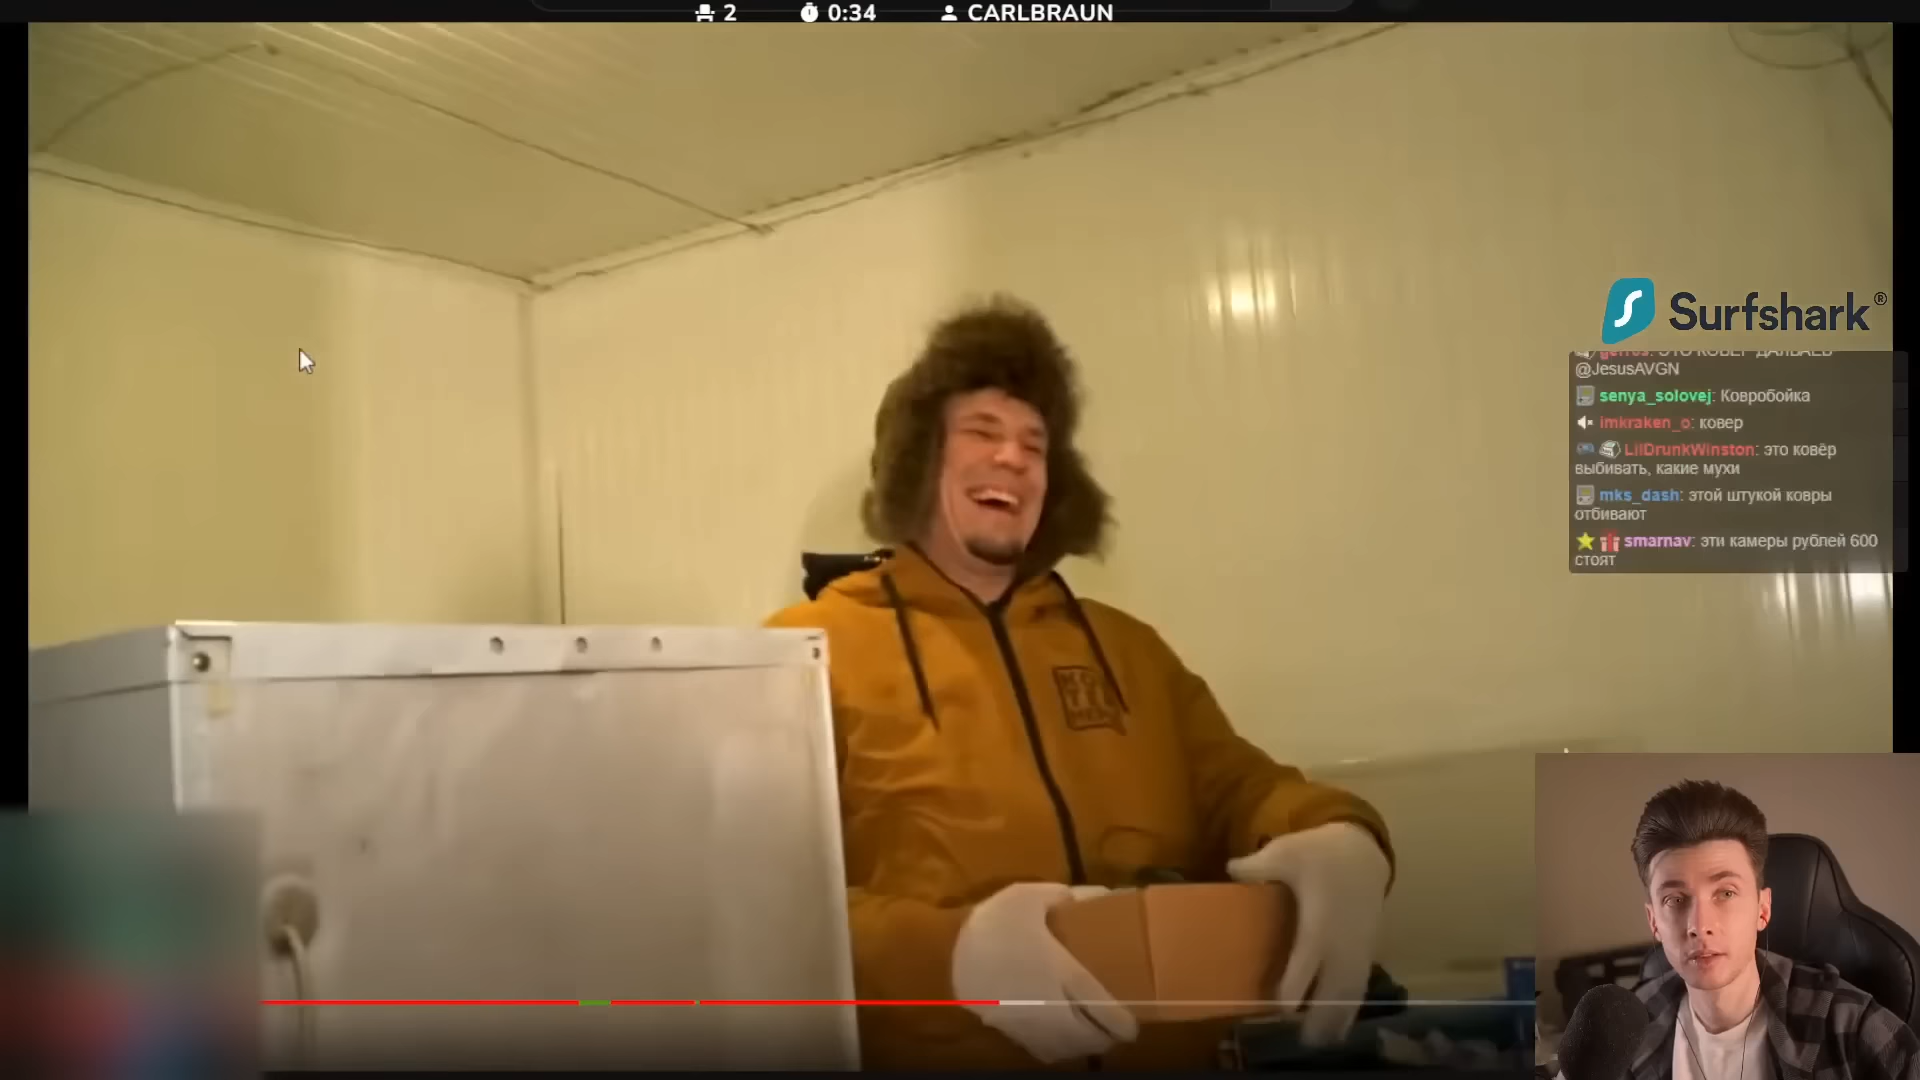 2 0:34 CARLBRAUN
Surfshark®
@JesusAVGN
senya_solovej: Ковробойка
imkraken_o: ковер
LilDrunkWinston: это ковёр
выбивать, какие мухи
mks_dash: этой штукой ковры
отбивают
smarnav: эти камеры рублей 600
стоят